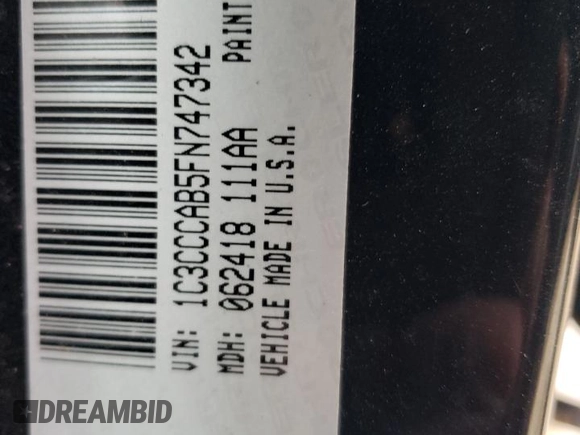 VIN: 1C3CCCAB5FN747342
MDH: 062418 111AA PAINT
VEHICLE MADE IN U.S.A.
DREAMBID